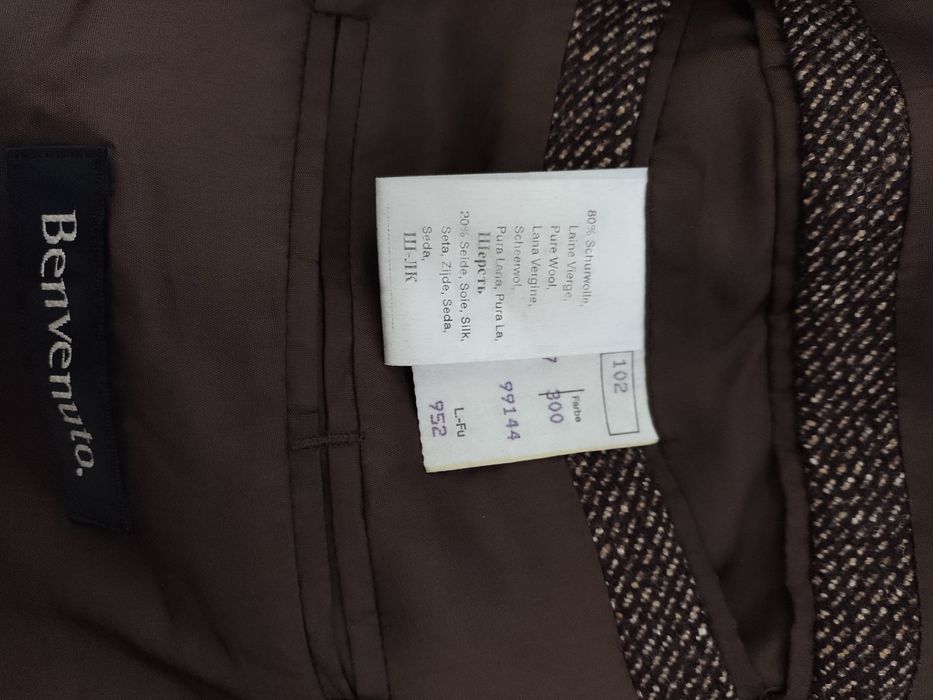 Benvenuto.
80% Schurwolle,
Laine Vierge,
Pure Wool,
Lana Vergine,
Scheerwol,
Pura Lana, Pura La,
Шерсть
20% Seide, Soie, Silk,
Seta, Zijde, Seda,
Seda,
Ш-ЛК
102
Farbe
300
99144
L.-Fu
952